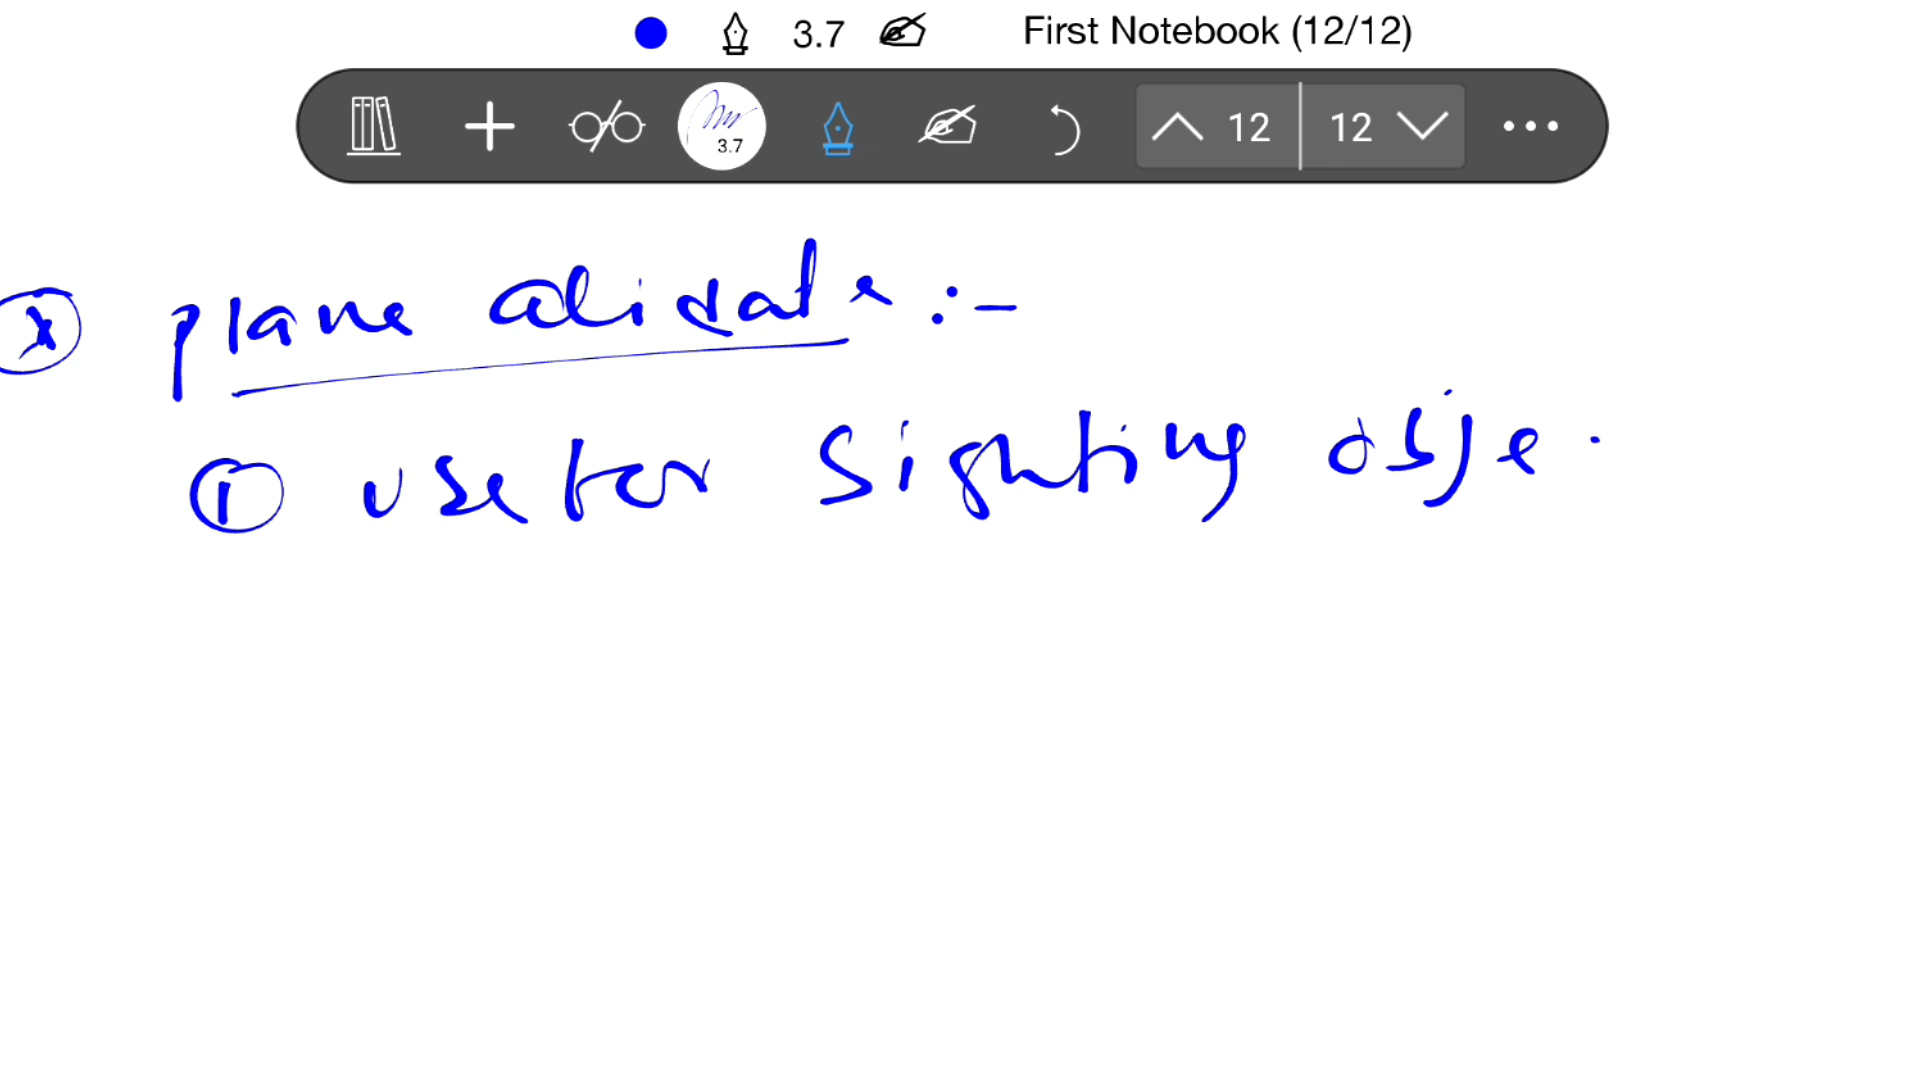 3.7 First Notebook (12/12)
3.7 12 12
x plane alidade :-
1 use for sighting obje.